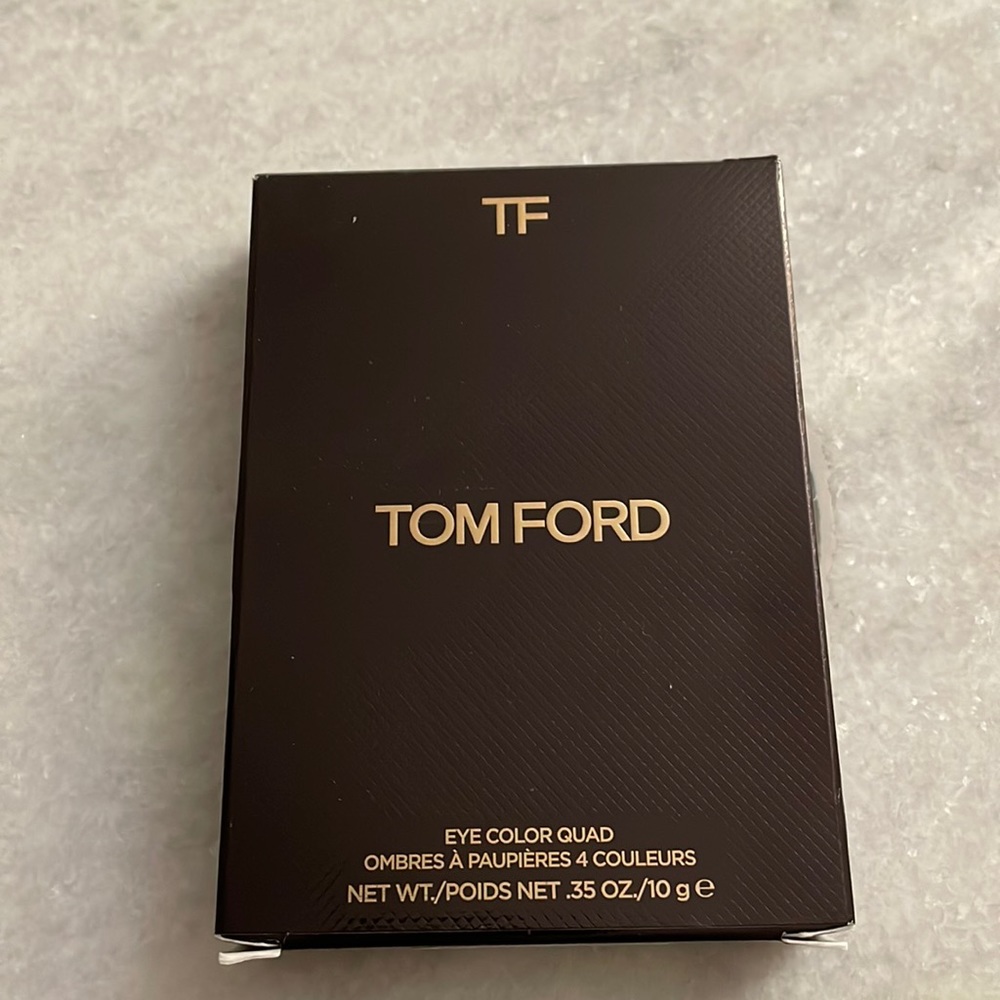 TF
TOM FORD
EYE COLOR QUAD
OMBRES À PAUPIÈRES 4 COULEURS
NET WT./POIDS NET .35 OZ./10 g ℮